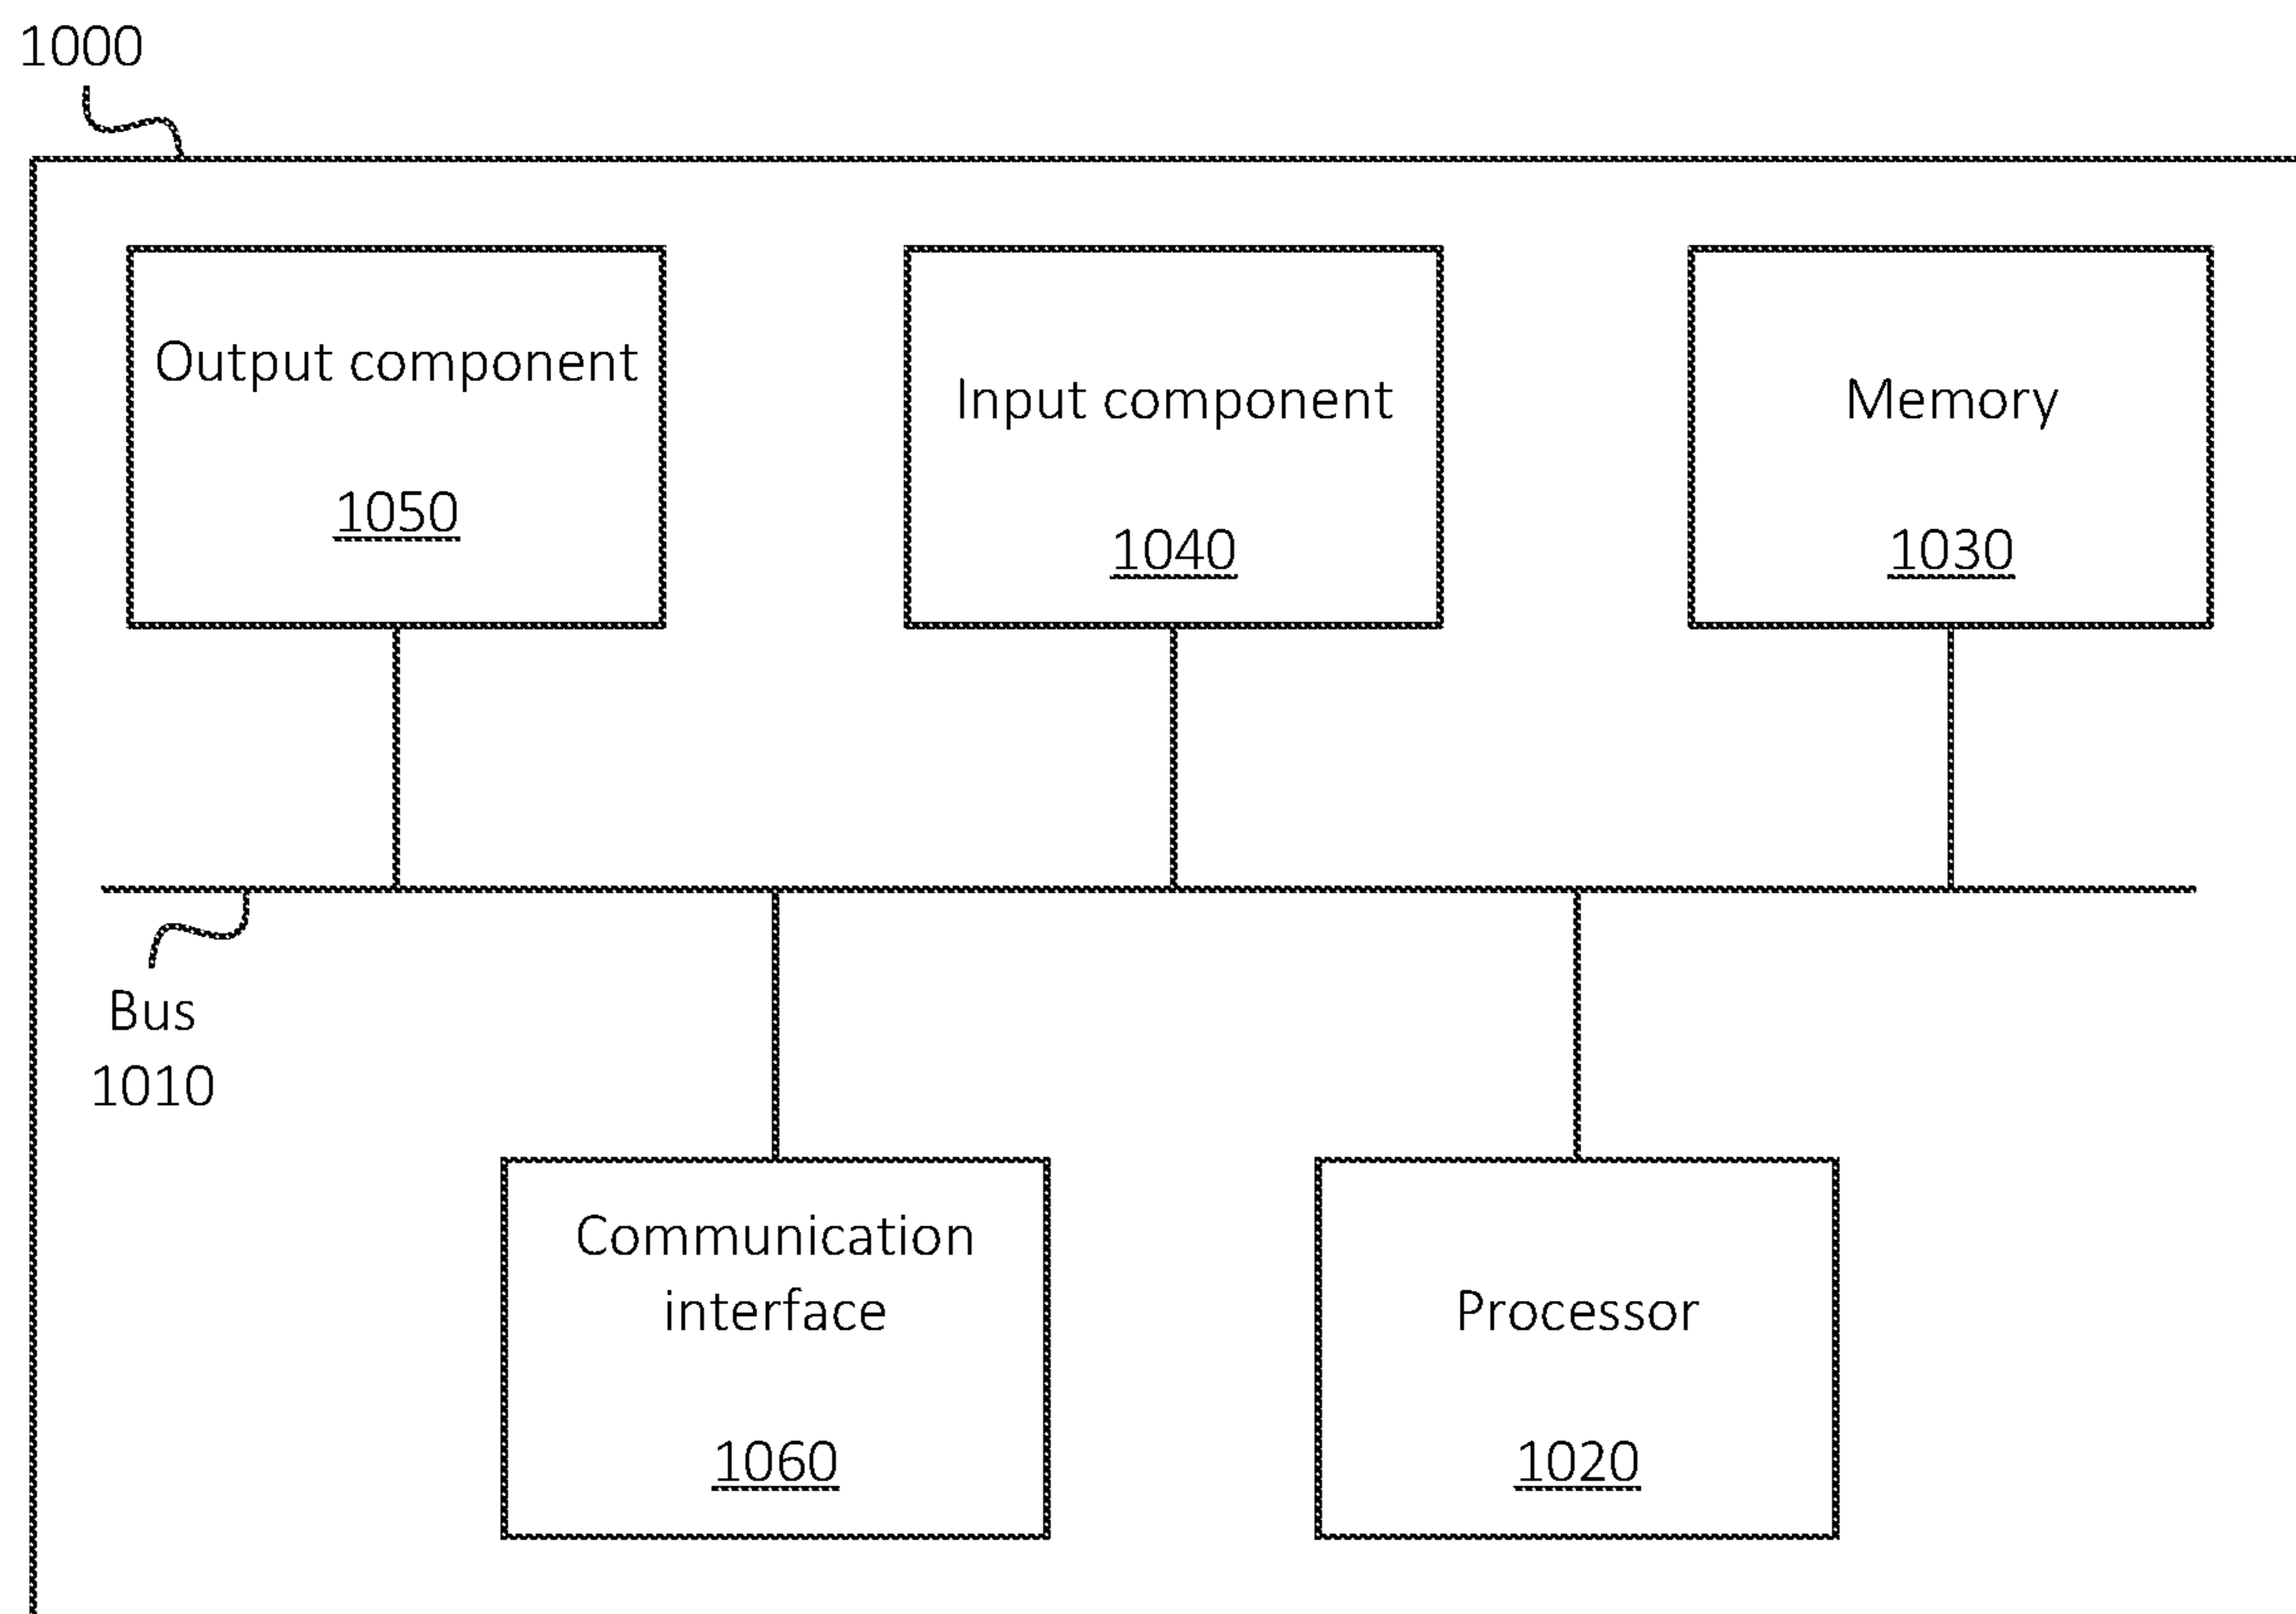 1000
Output component
1050
Input component
1040
Memory
1030
Bus
1010
Communication
interface
1060
Processor
1020